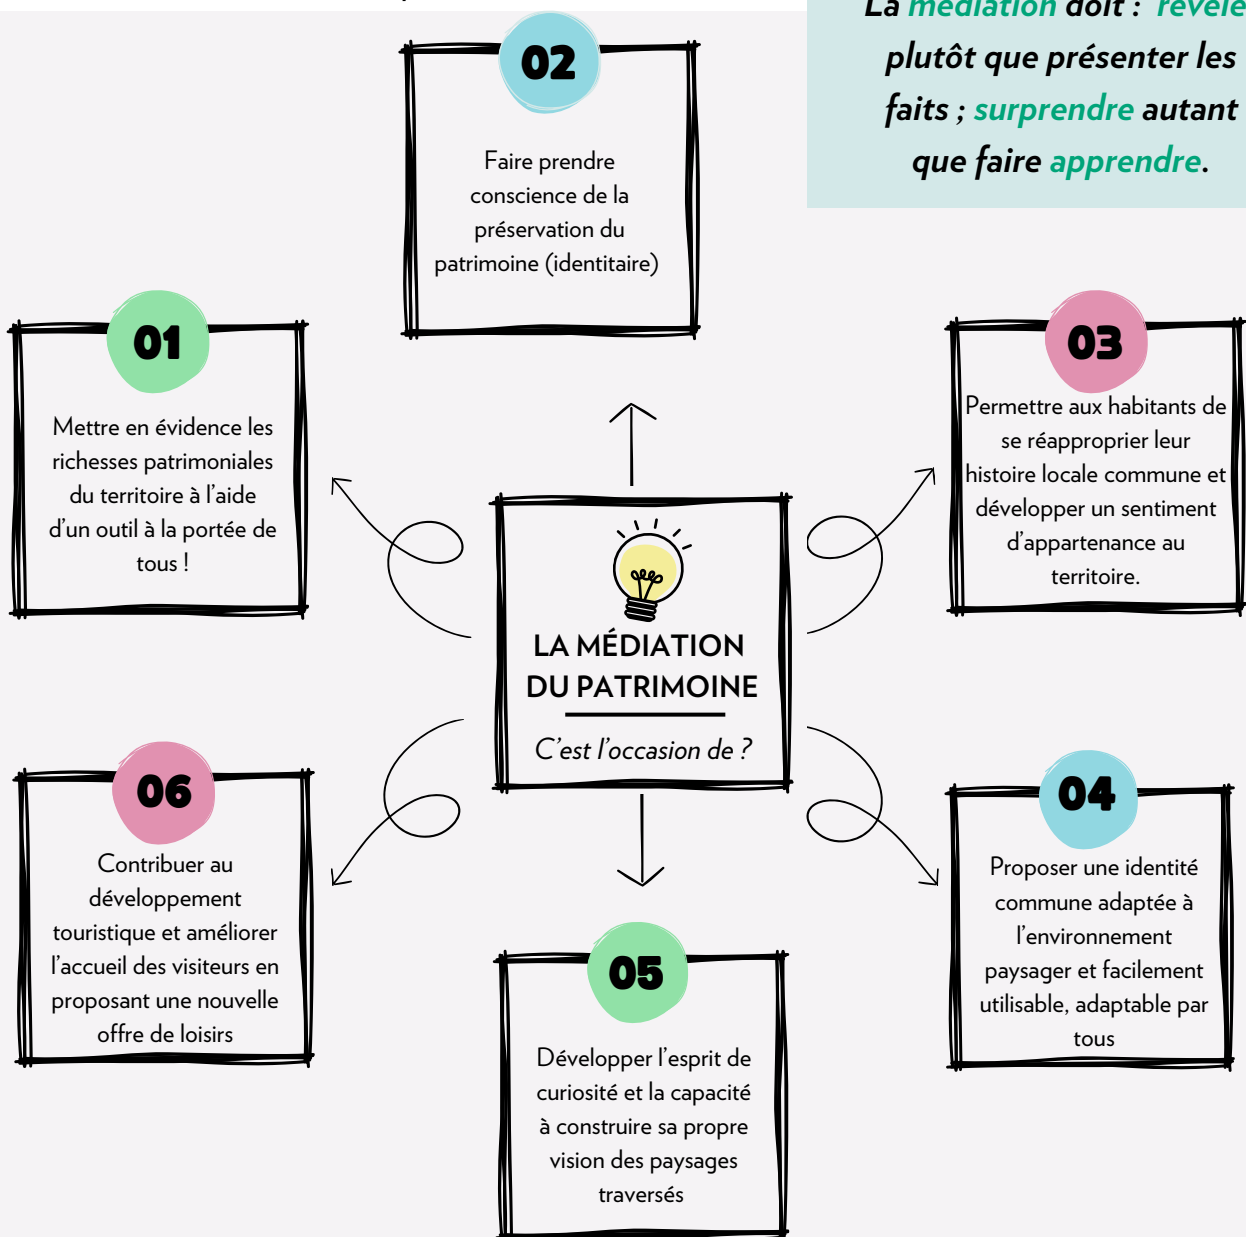 La médiation doit : révéle
plutôt que présenter les
faits ; surprendre autant
que faire apprendre.
02
Faire prendre
conscience de la
préservation du
patrimoine (identitaire)
01
Mettre en évidence les
richesses patrimoniales
du territoire à l'aide
d'un outil à la portée de
tous !
03
Permettre aux habitants de
se réapproprier leur
histoire locale commune et
développer un sentiment
d'appartenance au
territoire.
LA MÉDIATION
DU PATRIMOINE
C'est l'occasion de ?
06
Contribuer au
développement
touristique et améliorer
l'accueil des visiteurs en
proposant une nouvelle
offre de loisirs
04
Proposer une identité
commune adaptée à
l'environnement
paysager et facilement
utilisable, adaptable par
tous
05
Développer l'esprit de
curiosité et la capacité
à construire sa propre
vision des paysages
traversés